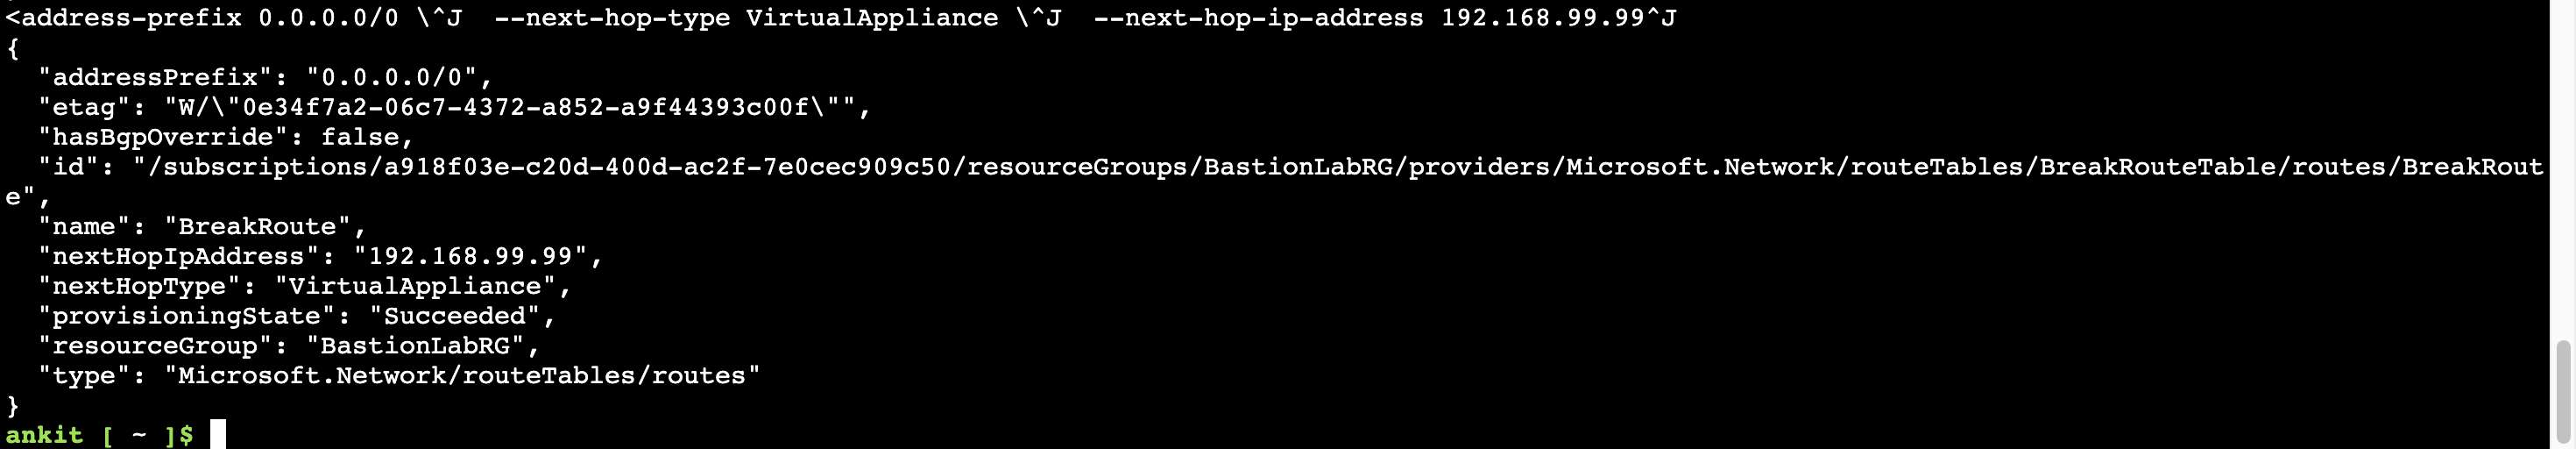 <address-prefix 0.0.0.0/0 \^J  --next-hop-type VirtualAppliance \^J  --next-hop-ip-address 192.168.99.99^J
{
  "addressPrefix": "0.0.0.0/0",
  "etag": "W/\"0e34f7a2-06c7-4372-a852-a9f44393c00f\"",
  "hasBgpOverride": false,
  "id": "/subscriptions/a918f03e-c20d-400d-ac2f-7e0cec909c50/resourceGroups/BastionLabRG/providers/Microsoft.Network/routeTables/BreakRouteTable/routes/BreakRout
e",
  "name": "BreakRoute",
  "nextHopIpAddress": "192.168.99.99",
  "nextHopType": "VirtualAppliance",
  "provisioningState": "Succeeded",
  "resourceGroup": "BastionLabRG",
  "type": "Microsoft.Network/routeTables/routes"
}
ankit [ ~ ]$